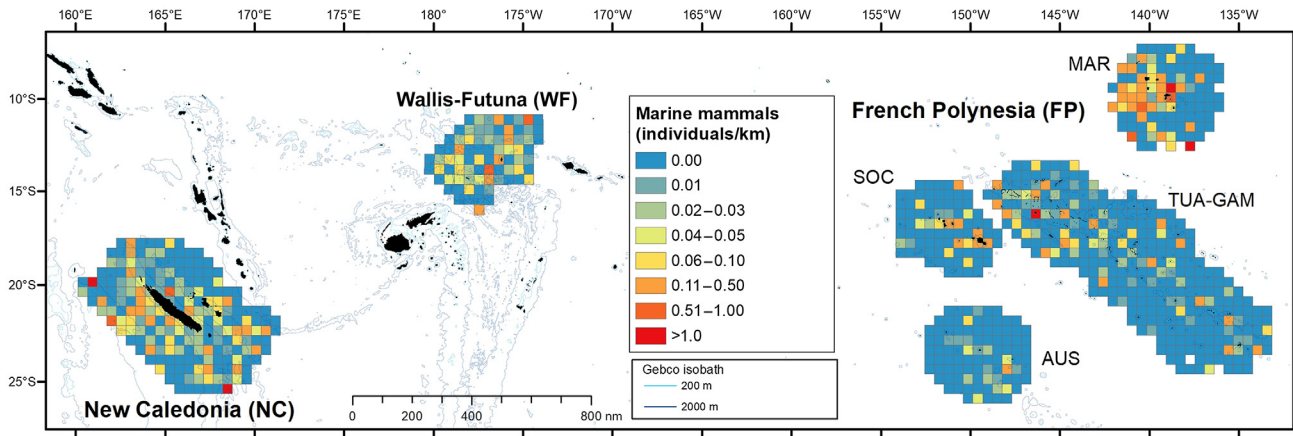 160°E 165°E 170°E 175°E 180°E 175°W 170°W 165°W 160°W 155°W 150°W 145°W 140°W 135°W
MAR
10°S
Wallis-Futuna (WF)
French Polynesia (FP)
Marine mammals
(individuals/km)
0.00
0.01
0.02–0.03
0.04–0.05
0.06–0.10
0.11–0.50
0.51–1.00
>1.0
15°S
SOC
TUA-GAM
20°S
25°S
AUS
Gebco isobath
200 m
2000 m
New Caledonia (NC)
0 200 400 800 nm